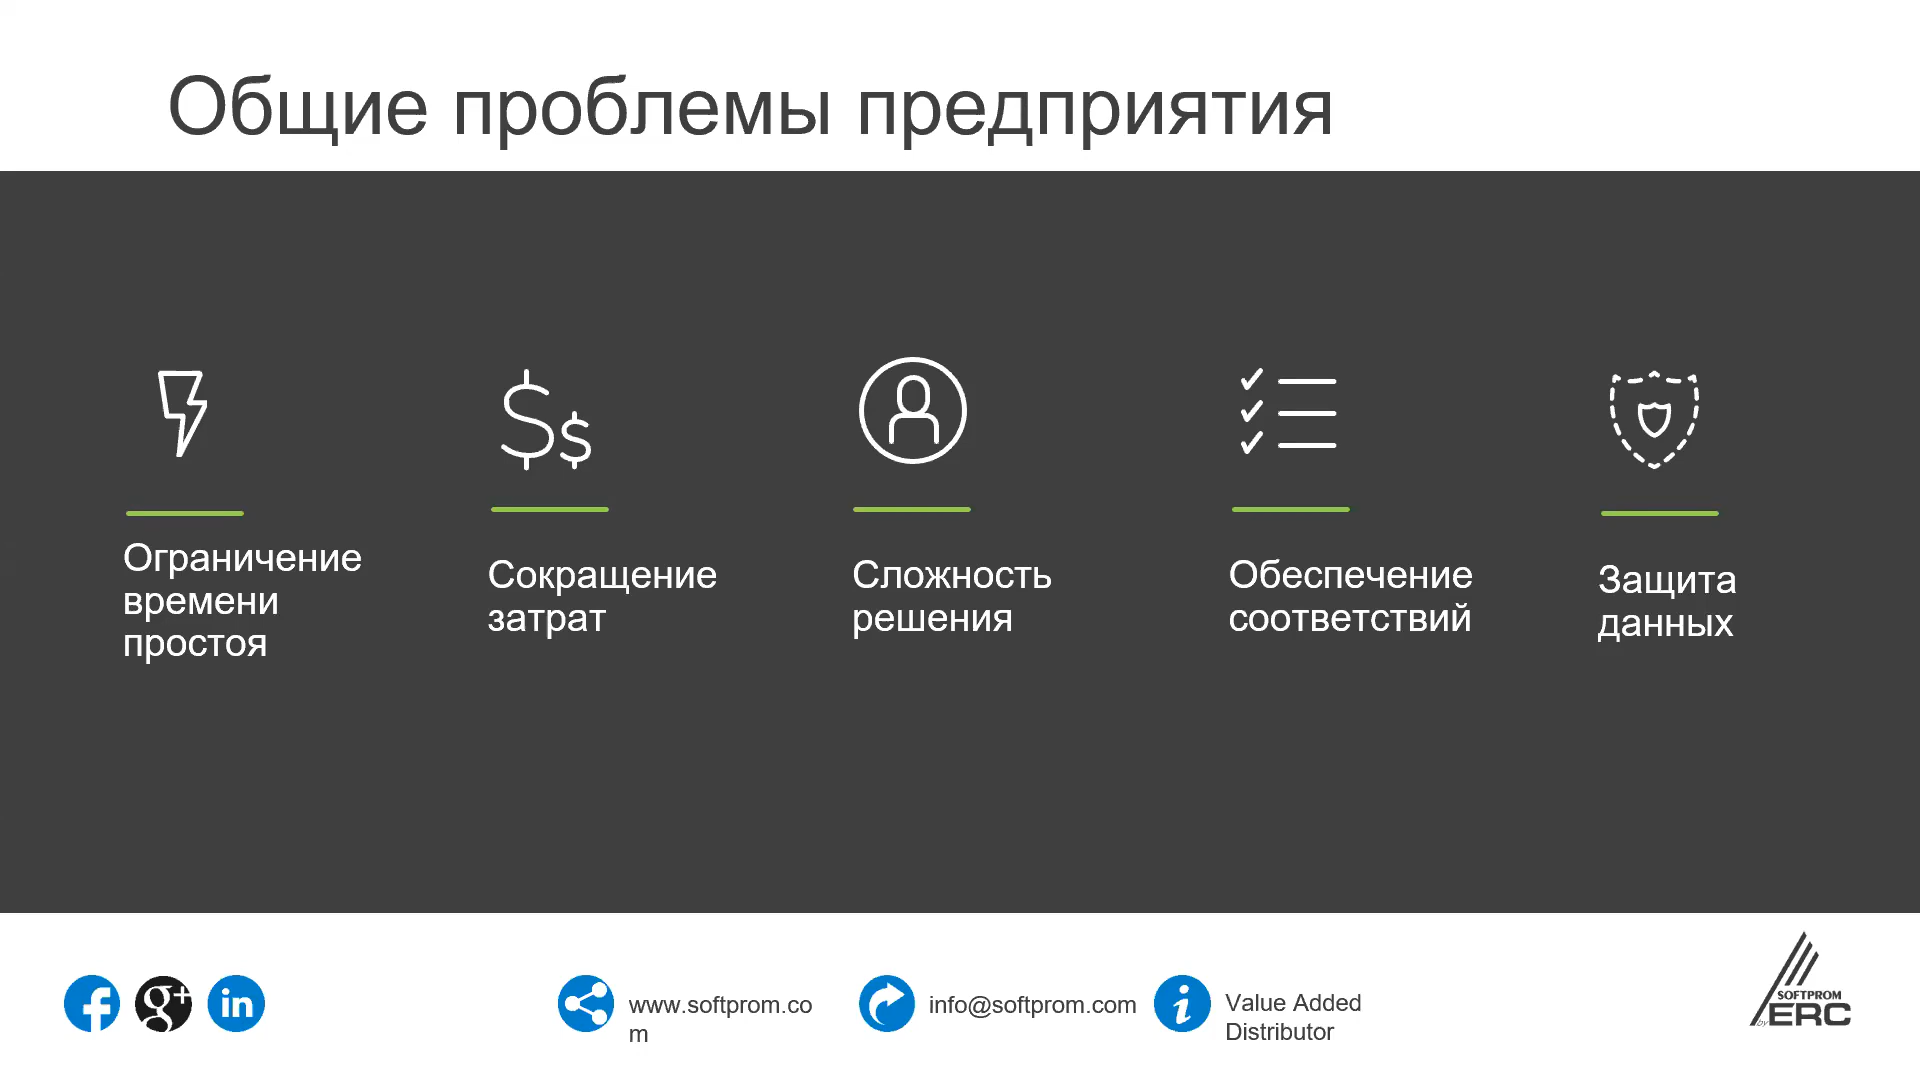 Общие проблемы предприятия
Ограничение
времени
простоя
Сокращение
затрат
Сложность
решения
Обеспечение
соответствий
Защита
данных
www.softprom.co
m
info@softprom.com
Value Added
Distributor
SOFTPROM
by ERC